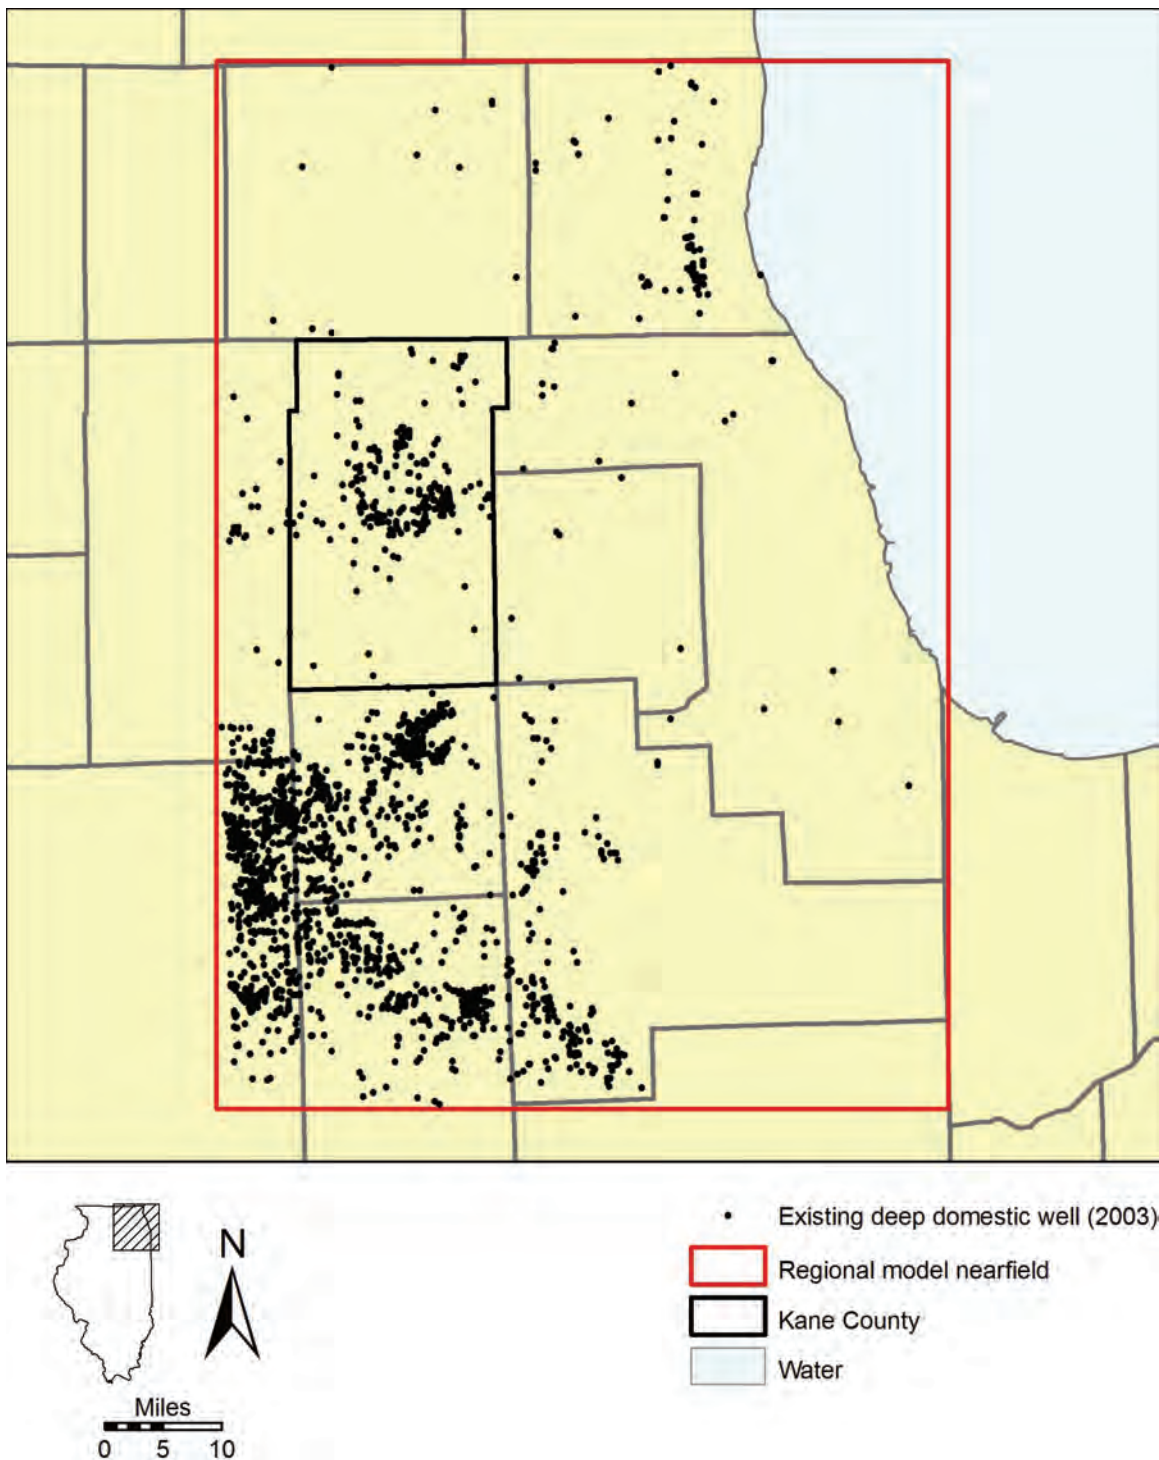 Existing deep domestic well (2003)
N
Regional model nearfield
Kane County
Water
Miles
0 5 10